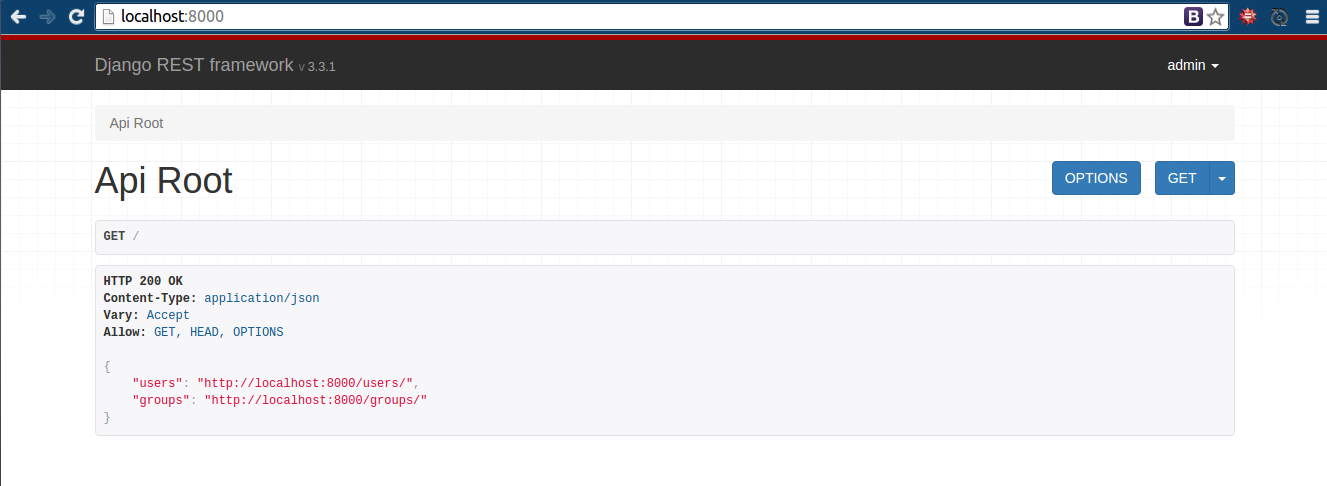 localhost:8000
B
Django REST framework v 3.3.1
admin
Api Root
Api Root
OPTIONS
GET
GET /
HTTP 200 OK
Content-Type: application/json
Vary: Accept
Allow: GET, HEAD, OPTIONS
{
"users": "http://localhost:8000/users/",
"groups": "http://localhost:8000/groups/"
}